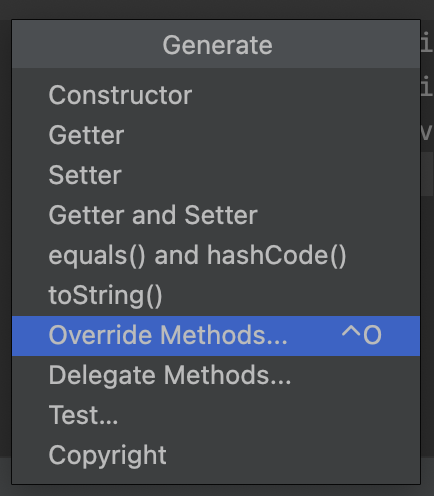 Generate
Constructor
Getter
Setter
Getter and Setter
equals() and hashCode()
toString()
Override Methods... ^O
Delegate Methods...
Test...
Copyright